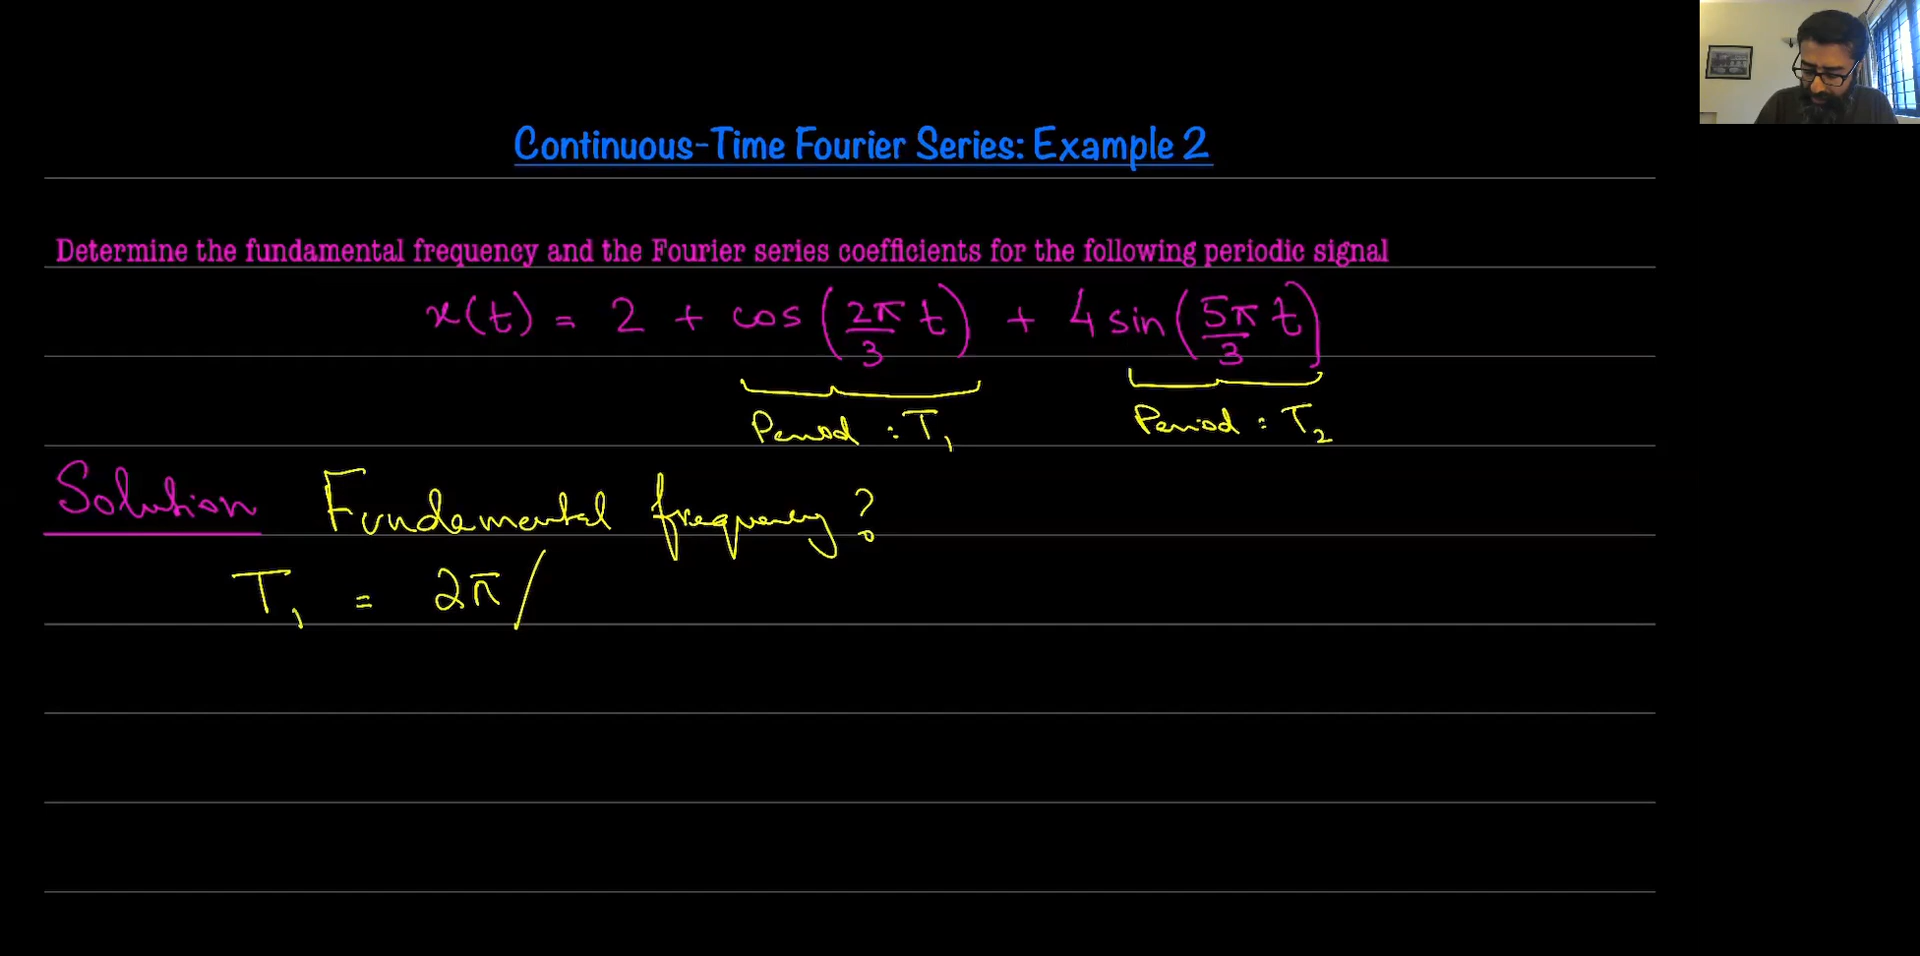 Continuous-Time Fourier Series: Example 2
Determine the fundamental frequency and the Fourier series coefficients for the following periodic signal
x(t) = 2 + cos(2π/3 t) + 4 sin(5π/3 t)
Period : T₁ Period : T₂
Solution Fundamental frequency?
T₁ = 2π/